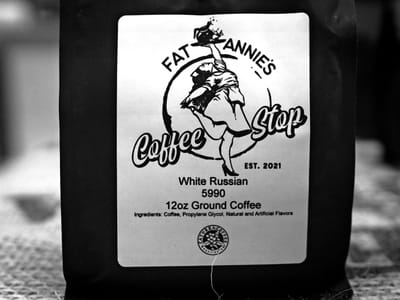 FAT ANNIE'S
Coffee Stop
EST. 2021
White Russian
5990
12oz Ground Coffee
Ingredients: Coffee, Propylene Glycol, Natural and Artificial Flavors